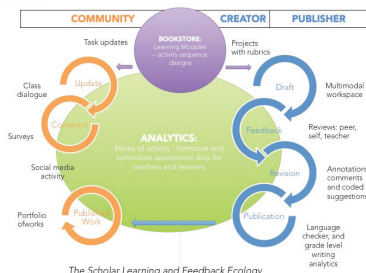 COMMUNITY
CREATOR
PUBLISHER
Task updates
BOOKSTORE:
Learning Modules
– activity sequence
designs
Projects
with rubrics
Class
dialogue
Update
Draft
Multimodal
workspace
Surveys
Comment
ANALYTICS:
Mines all activity - formative and
summative assessment data for
teachers and learners
Feedback
Reviews: peer,
self, teacher
Social media
activity
Revision
Annotations
comments
and coded
suggestions
Portfolio
ofworks
Published
Work
Publication
Language
checker, and
grade level
writing
analytics
The Scholar Learning and Feedback Ecology